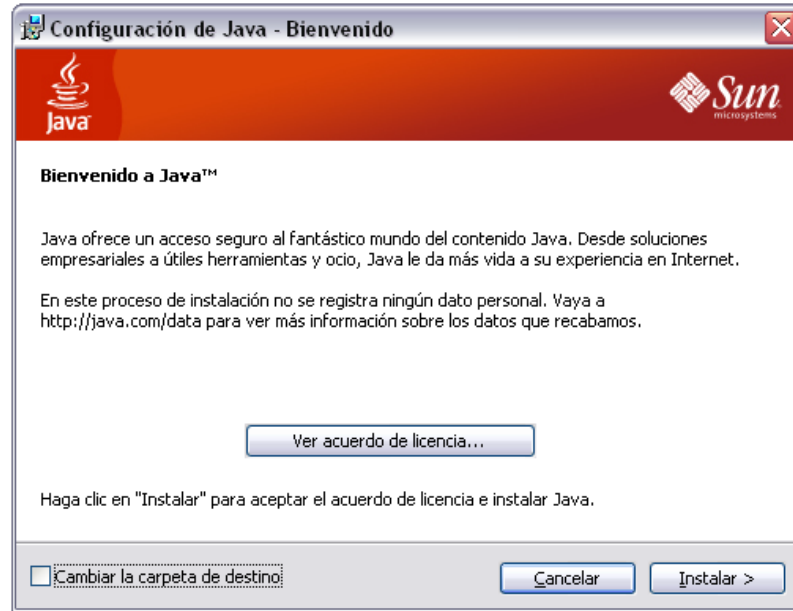 Configuración de Java - Bienvenido
Java
Sun
microsystems
Bienvenido a Java™
Java ofrece un acceso seguro al fantástico mundo del contenido Java. Desde soluciones
empresariales a útiles herramientas y ocio, Java le da más vida a su experiencia en Internet.
En este proceso de instalación no se registra ningún dato personal. Vaya a
http://java.com/data para ver más información sobre los datos que recabamos.
Ver acuerdo de licencia...
Haga clic en "Instalar" para aceptar el acuerdo de licencia e instalar Java.
Cambiar la carpeta de destino
Cancelar
Instalar >